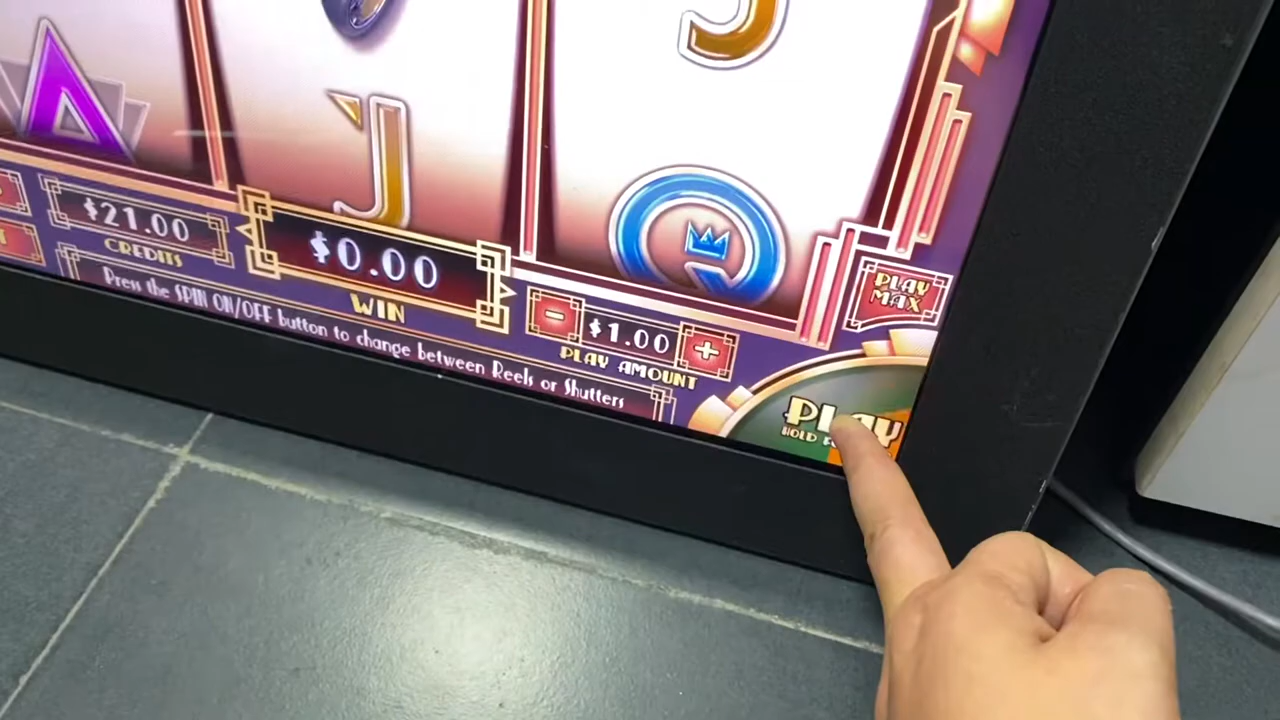 $21.00
CREDITS
$0.00
WIN
Press the SPIN ON/OFF button to change between Reels or Shutters
- $1.00 +
PLAY AMOUNT
PLAY
MAX
PLAY
HOLD